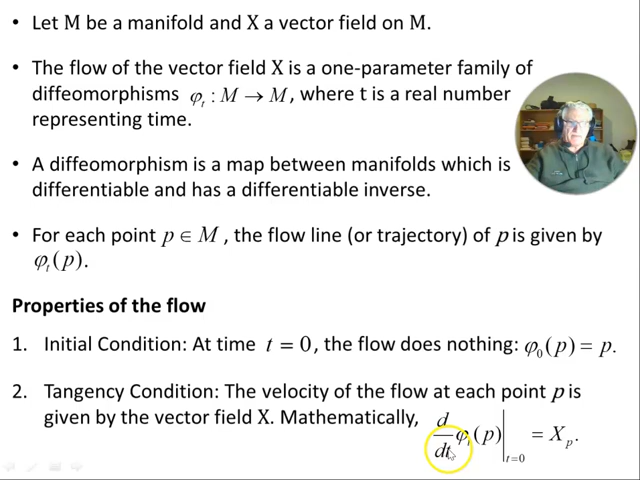 • Let M be a manifold and X a vector field on M.
• The flow of the vector field X is a one-parameter family of
diffeomorphisms φ_t : M → M, where t is a real number
representing time.
• A diffeomorphism is a map between manifolds which is
differentiable and has a differentiable inverse.
• For each point p ∈ M, the flow line (or trajectory) of p is given by
φ_t(p).
Properties of the flow
1. Initial Condition: At time t = 0, the flow does nothing: φ_0(p) = p.
2. Tangency Condition: The velocity of the flow at each point p is
given by the vector field X. Mathematically, d/dt φ_t(p)|_{t=0} = X_p.